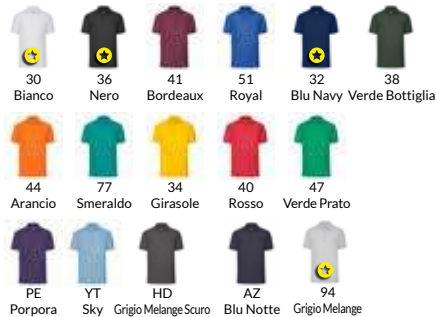 30 36 41 51 32 38
Bianco Nero Bordeaux Royal Blu Navy Verde Bottiglia
44 77 34 40 47
Arancio Smeraldo Girasole Rosso Verde Prato
PE YT HD AZ 94
Porpora Sky Grigio Melange Scuro Blu Notte Grigio Melange